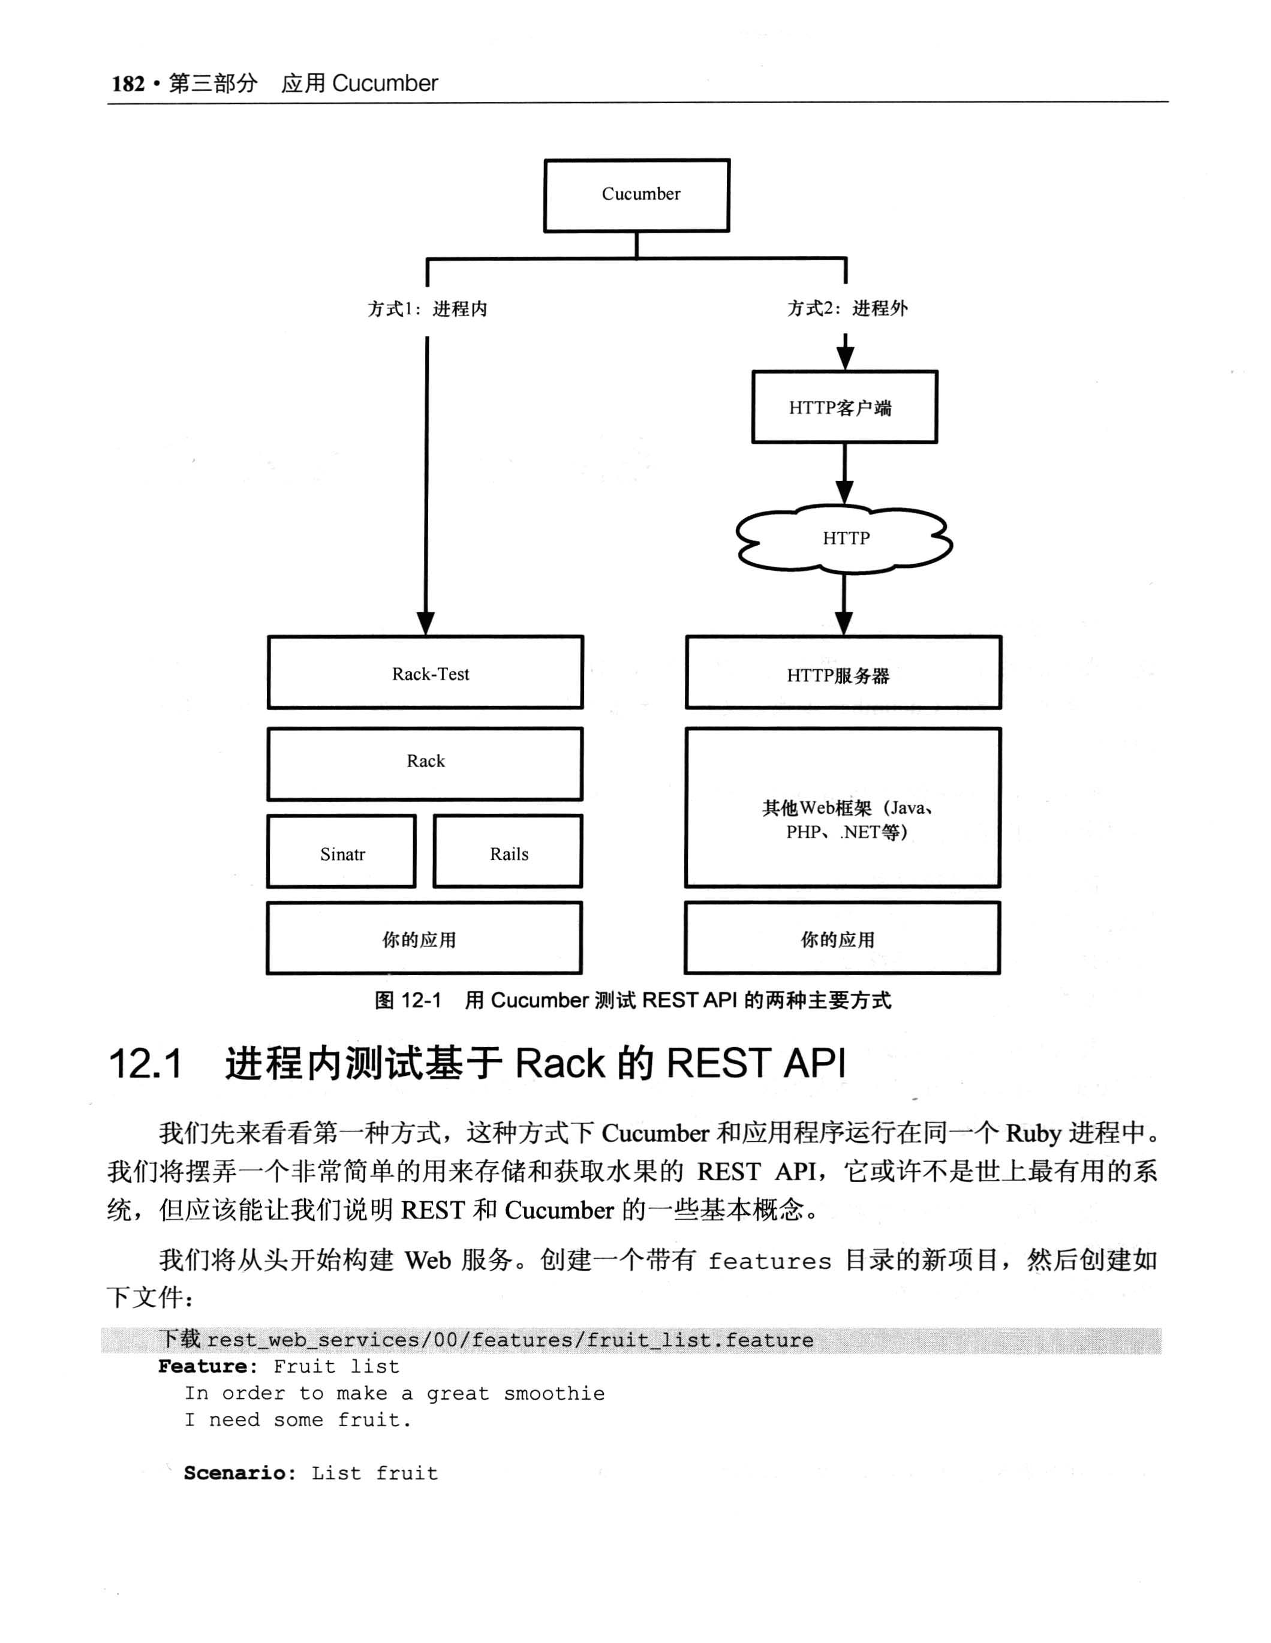 182·第三部分 应用 Cucumber
Cucumber
方式1：进程内
方式2：进程外
HTTP客户端
HTTP
Rack-Test
HTTP服务器
Rack
其他Web框架（Java、
PHP、.NET等）
Sinatr
Rails
你的应用
你的应用
图 12-1 用 Cucumber 测试 REST API 的两种主要方式
12.1 进程内测试基于 Rack 的 REST API
我们先来看看第一种方式，这种方式下 Cucumber 和应用程序运行在同一个 Ruby 进程中。
我们将摆弄一个非常简单的用来存储和获取水果的 REST API，它或许不是世上最有用的系
统，但应该能让我们说明 REST 和 Cucumber 的一些基本概念。
我们将从头开始构建 Web 服务。创建一个带有 features 目录的新项目，然后创建如
下文件：
下载 rest_web_services/00/features/fruit_list.feature
Feature: Fruit list
In order to make a great smoothie
I need some fruit.
Scenario: List fruit